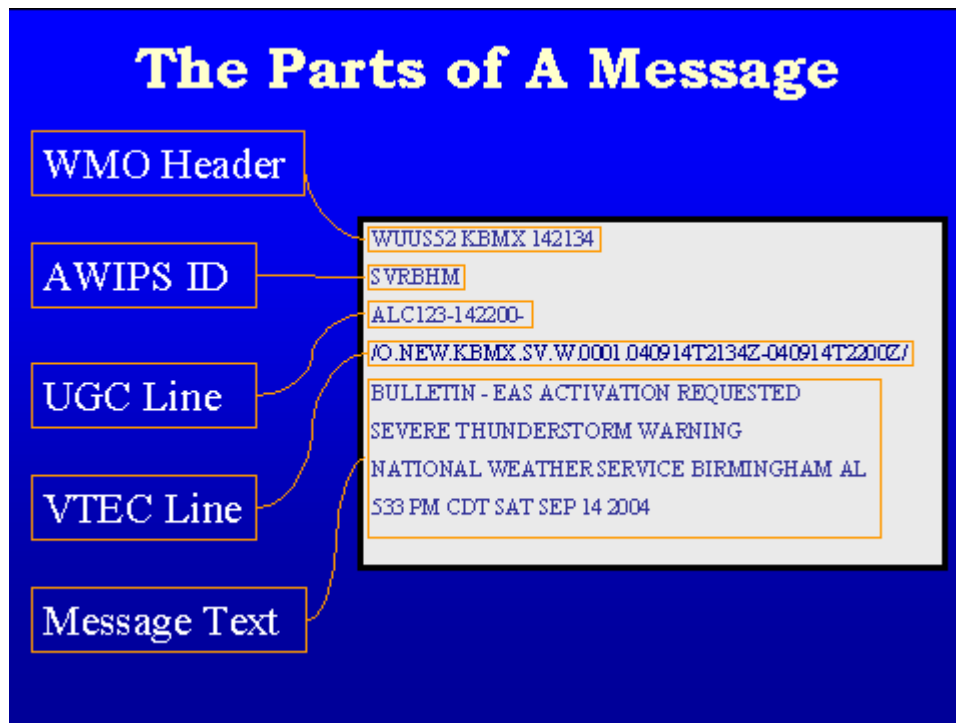 The Parts of A Message
WMO Header
AWIPS ID
UGC Line
VTEC Line
Message Text
WUUS52 KBMX 142134
SVRBHM
ALC123-142200-
/O.NEW.KBMX.SV.W.0001.040914T2134Z-040914T2200Z/
BULLETIN - EAS ACTIVATION REQUESTED
SEVERE THUNDERSTORM WARNING
NATIONAL WEATHER SERVICE BIRMINGHAM AL
533 PM CDT SAT SEP 14 2004